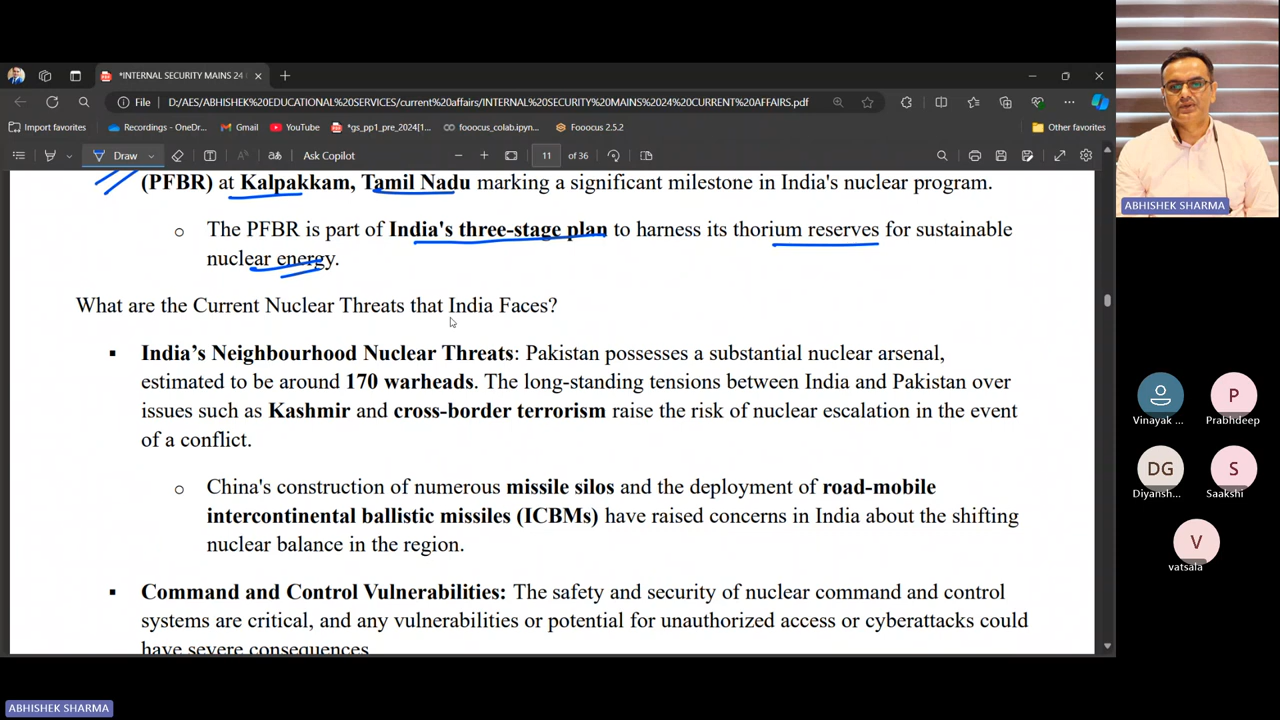 *INTERNAL SECURITY MAINS 24
File
D:/AES/ABHISHEK%20EDUCATIONAL%20SERVICES/current%20affairs/INTERNAL%20SECURITY%20MAINS%202024%20CURRENT%20AFFAIRS.pdf
Import favorites
Recordings - OneDr...
Gmail
YouTube
*gs_pp1_pre_2024[1...
fooocus_colab.ipyn...
Fooocus 2.5.2
Other favorites
Draw
Ask Copilot
11 of 36
(PFBR) at Kalpakkam, Tamil Nadu marking a significant milestone in India's nuclear program.
The PFBR is part of India's three-stage plan to harness its thorium reserves for sustainable
nuclear energy.
What are the Current Nuclear Threats that India Faces?
India’s Neighbourhood Nuclear Threats: Pakistan possesses a substantial nuclear arsenal,
estimated to be around 170 warheads. The long-standing tensions between India and Pakistan over
issues such as Kashmir and cross-border terrorism raise the risk of nuclear escalation in the event
of a conflict.
China's construction of numerous missile silos and the deployment of road-mobile
intercontinental ballistic missiles (ICBMs) have raised concerns in India about the shifting
nuclear balance in the region.
Command and Control Vulnerabilities: The safety and security of nuclear command and control
systems are critical, and any vulnerabilities or potential for unauthorized access or cyberattacks could
have severe consequences.
ABHISHEK SHARMA
Vinayak ...
P
Prabhdeep
DG
Diyansh...
S
Saakshi
V
vatsala
ABHISHEK SHARMA